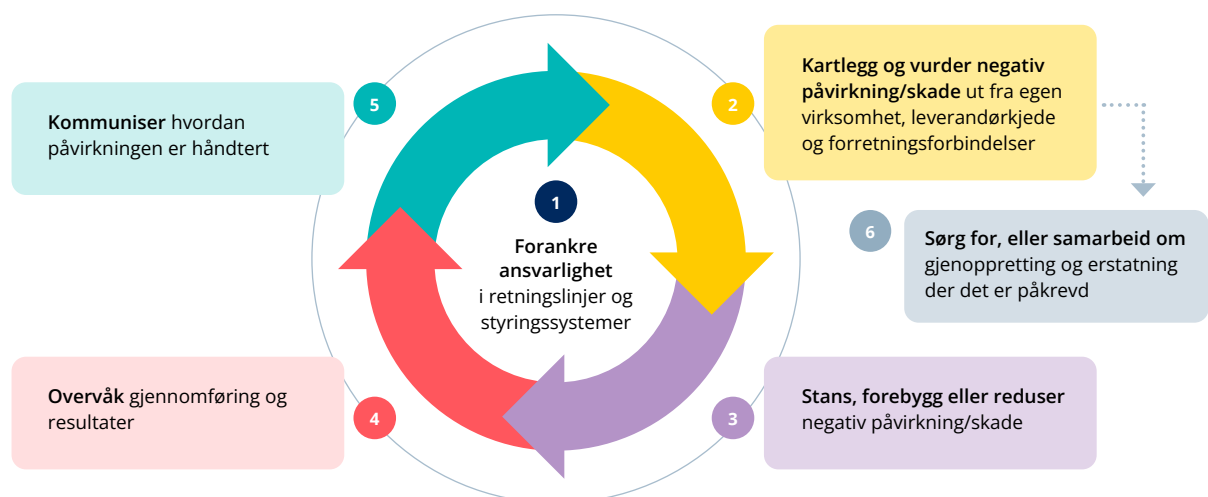 1
Forankre
ansvarlighet
i retningslinjer og
styringssystemer
2
Kartlegg og vurder negativ
påvirkning/skade ut fra egen
virksomhet, leverandørkjede
og forretningsforbindelser
3
Stans, forebygg eller reduser
negativ påvirkning/skade
4
Overvåk gjennomføring og
resultater
5
Kommuniser hvordan
påvirkningen er håndtert
6
Sørg for, eller samarbeid om
gjenoppretting og erstatning
der det er påkrevd